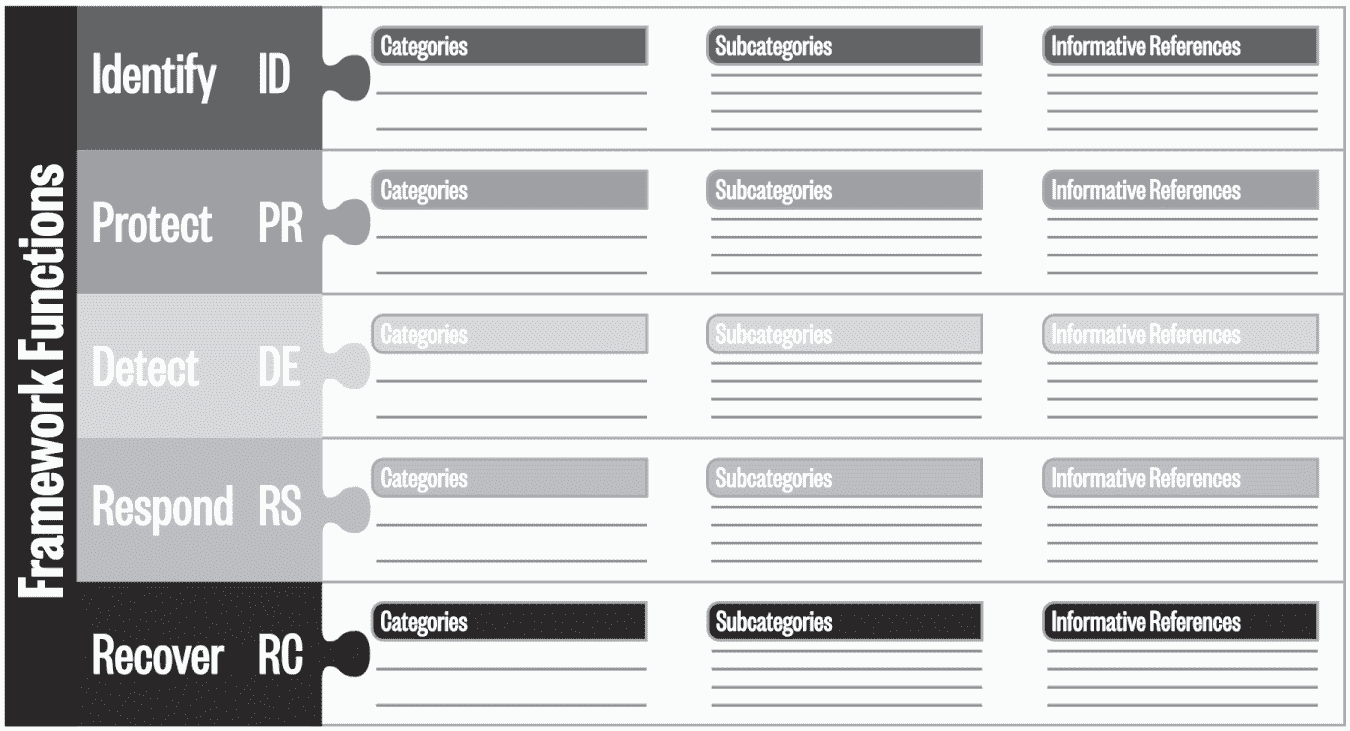 Framework Functions
Identify ID
Categories
Subcategories
Informative References
Protect PR
Categories
Subcategories
Informative References
Detect DE
Categories
Subcategories
Informative References
Respond RS
Categories
Subcategories
Informative References
Recover RC
Categories
Subcategories
Informative References